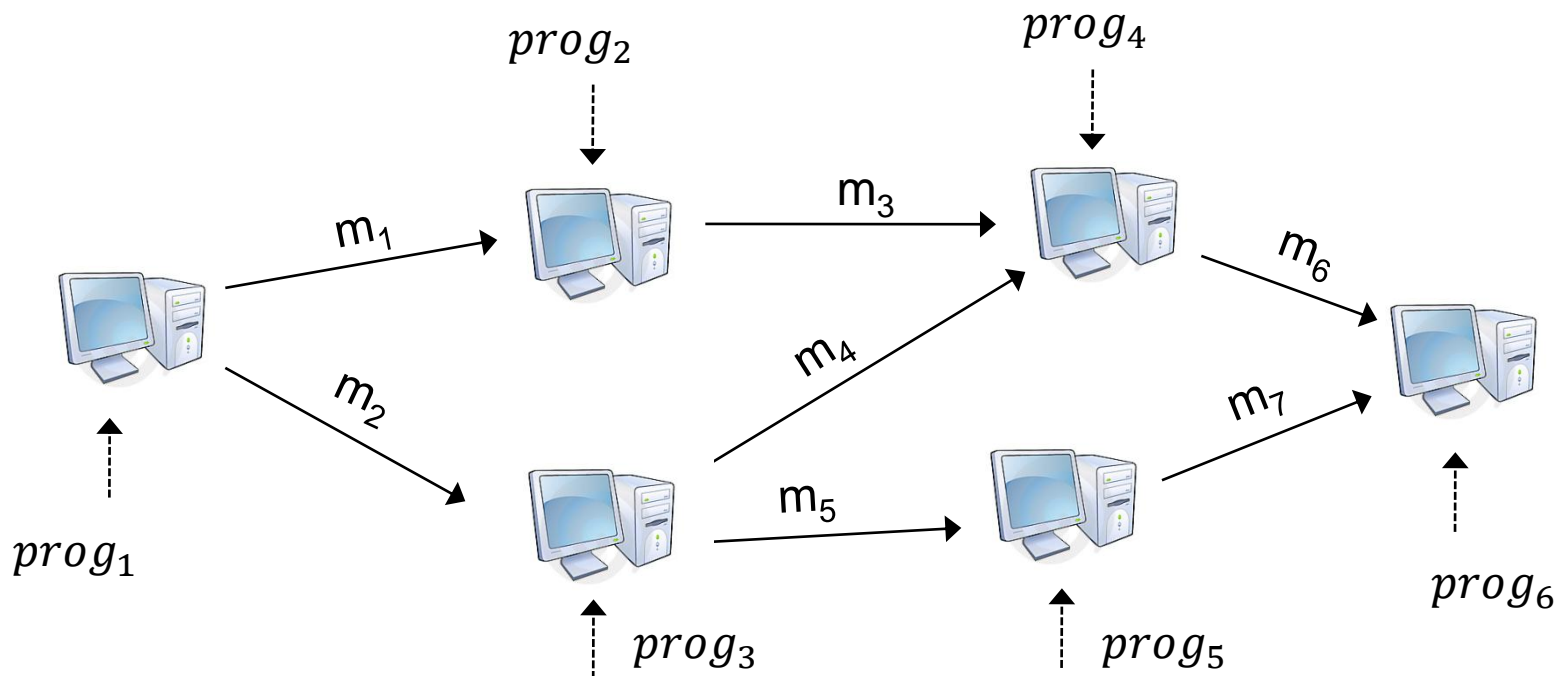 prog₂
prog₄
m₁
m₃
m₆
m₂
m₄
m₇
m₅
prog₁
prog₃
prog₅
prog₆